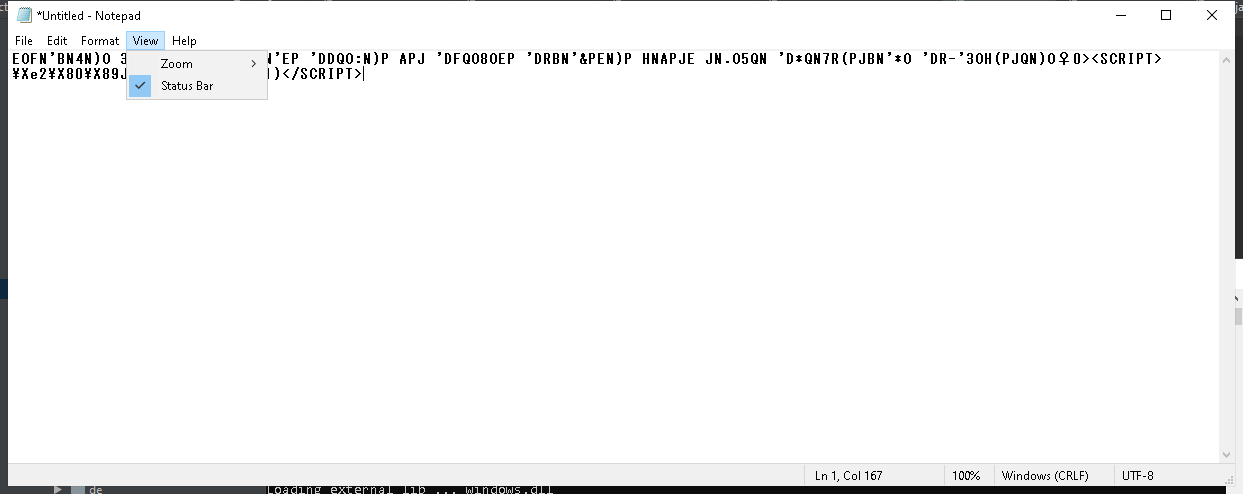 *Untitled - Notepad
File Edit Format View Help
EOFN'BN4N)O 3
N'EP 'DDQO:N)P APJ 'DFQO8OEP 'DRBN'&PEN)P HNAPJE JN.O5QN 'D*QN7R(PJBN'*O 'DR-'3OH(PJQN)O♀O><SCRIPT>
Zoom
¥Xe2¥X80¥X89J
1)</SCRIPT>
Status Bar
Ln 1, Col 167
100%
Windows (CRLF)
UTF-8
de
Loading external lib ... windows.dll